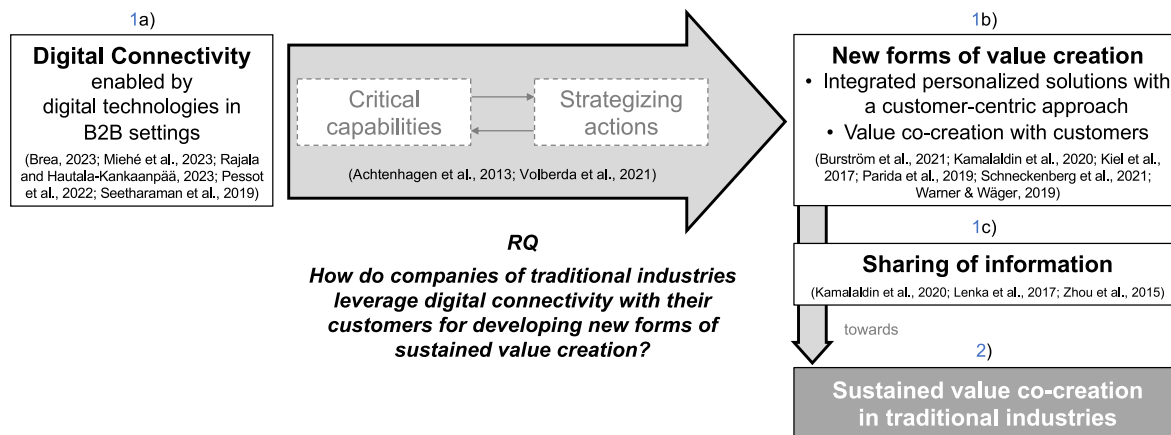 1a)
Digital Connectivity
enabled by
digital technologies in
B2B settings
(Brea, 2023; Miehé et al., 2023; Rajala
and Hautala-Kankaanpää, 2023; Pessot
et al., 2022; Seetharaman et al., 2019)
Critical
capabilities
Strategizing
actions
(Achtenhagen et al., 2013; Volberda et al., 2021)
RQ
How do companies of traditional industries
leverage digital connectivity with their
customers for developing new forms of
sustained value creation?
1b)
New forms of value creation
• Integrated personalized solutions with
a customer-centric approach
• Value co-creation with customers
(Burström et al., 2021; Kamalaldin et al., 2020; Kiel et al.,
2017; Parida et al., 2019; Schneckenberg et al., 2021;
Warner & Wäger, 2019)
1c)
Sharing of information
(Kamalaldin et al., 2020; Lenka et al., 2017; Zhou et al., 2015)
towards
2)
Sustained value co-creation
in traditional industries